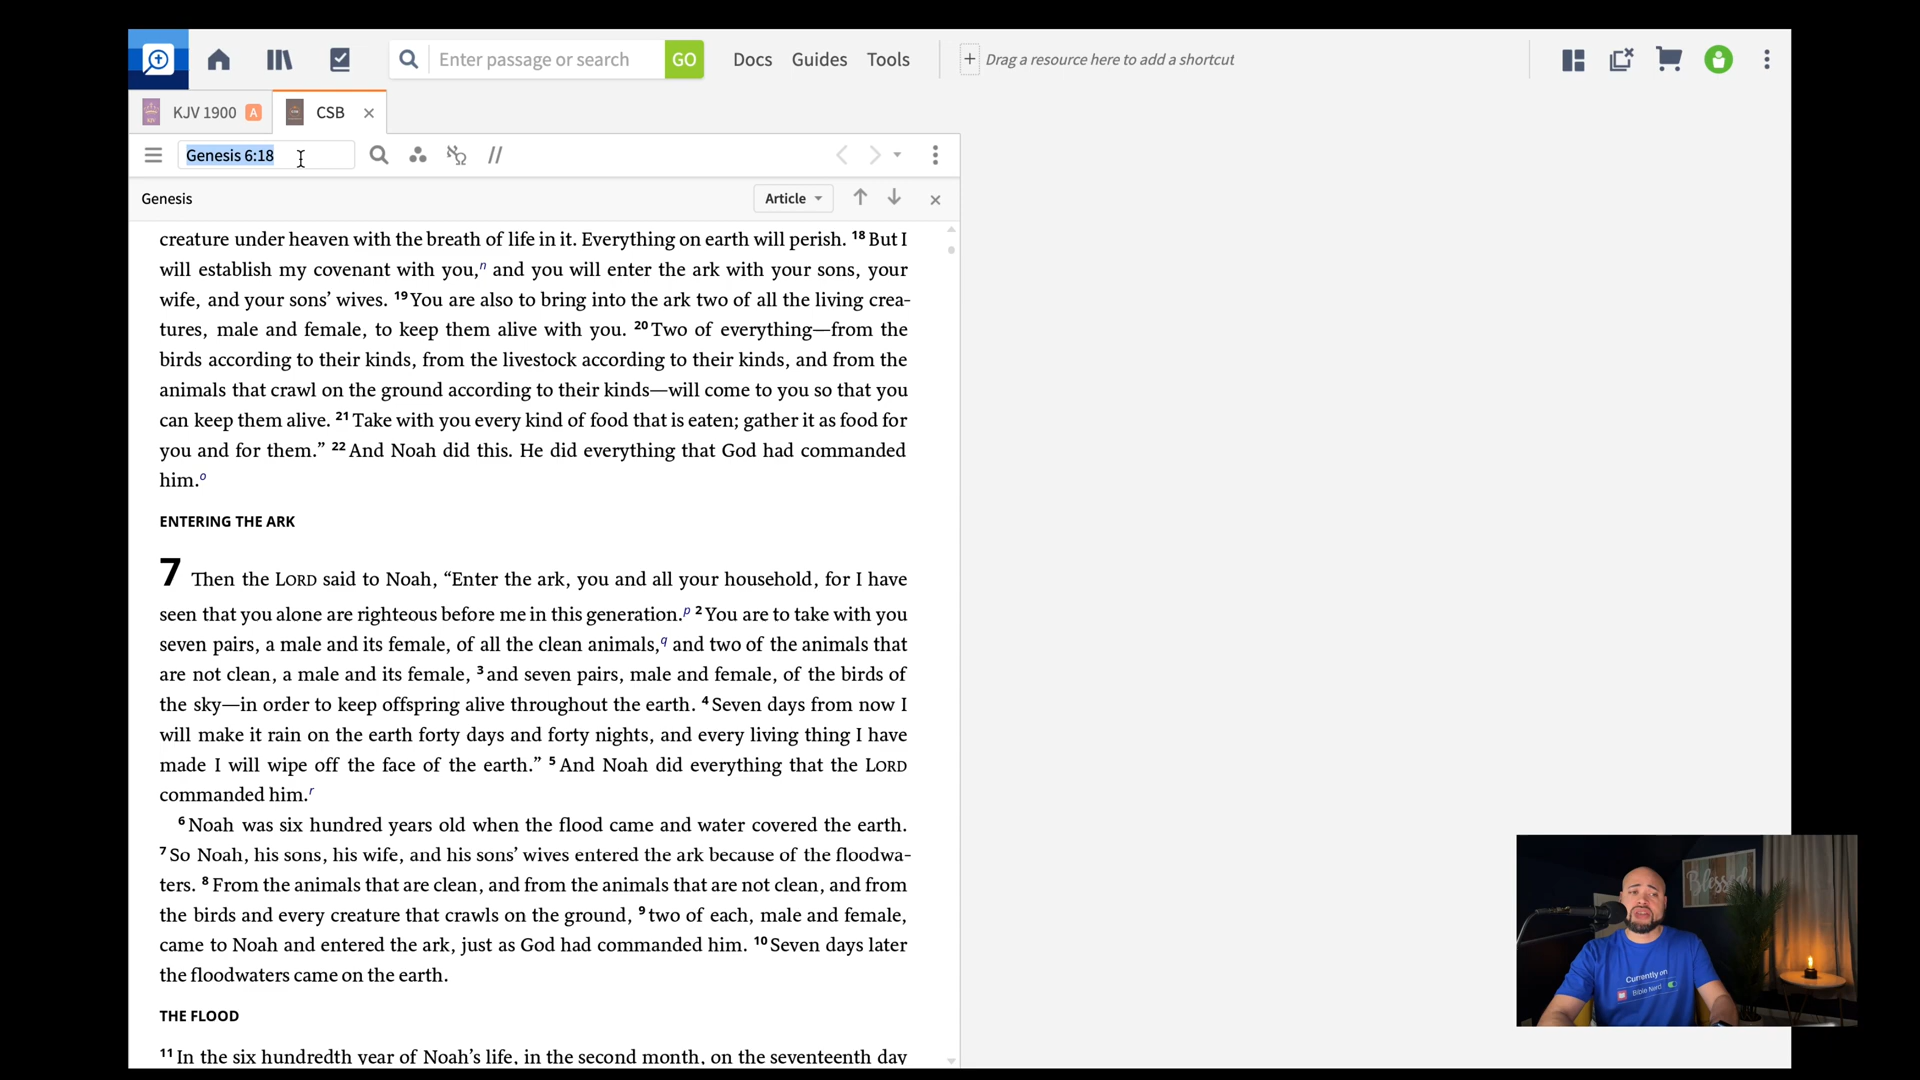 Enter passage or search
GO
Docs
Guides
Tools
Drag a resource here to add a shortcut
KJV 1900
A
CSB
Genesis 6:18
Genesis
Article
creature under heaven with the breath of life in it. Everything on earth will perish. 18 But I
will establish my covenant with you,n and you will enter the ark with your sons, your
wife, and your sons’ wives. 19 You are also to bring into the ark two of all the living crea-
tures, male and female, to keep them alive with you. 20 Two of everything—from the
birds according to their kinds, from the livestock according to their kinds, and from the
animals that crawl on the ground according to their kinds—will come to you so that you
can keep them alive. 21 Take with you every kind of food that is eaten; gather it as food for
you and for them.” 22 And Noah did this. He did everything that God had commanded
him.o
ENTERING THE ARK
7 Then the LORD said to Noah, “Enter the ark, you and all your household, for I have
seen that you alone are righteous before me in this generation.p 2 You are to take with you
seven pairs, a male and its female, of all the clean animals,q and two of the animals that
are not clean, a male and its female, 3 and seven pairs, male and female, of the birds of
the sky—in order to keep offspring alive throughout the earth. 4 Seven days from now I
will make it rain on the earth forty days and forty nights, and every living thing I have
made I will wipe off the face of the earth.” 5 And Noah did everything that the LORD
commanded him.r
6 Noah was six hundred years old when the flood came and water covered the earth.
7 So Noah, his sons, his wife, and his sons’ wives entered the ark because of the floodwa-
ters. 8 From the animals that are clean, and from the animals that are not clean, and from
the birds and every creature that crawls on the ground, 9 two of each, male and female,
came to Noah and entered the ark, just as God had commanded him. 10 Seven days later
the floodwaters came on the earth.
THE FLOOD
11 In the six hundredth year of Noah’s life, in the second month, on the seventeenth day
Blessed
Currently on
Bible Nerd